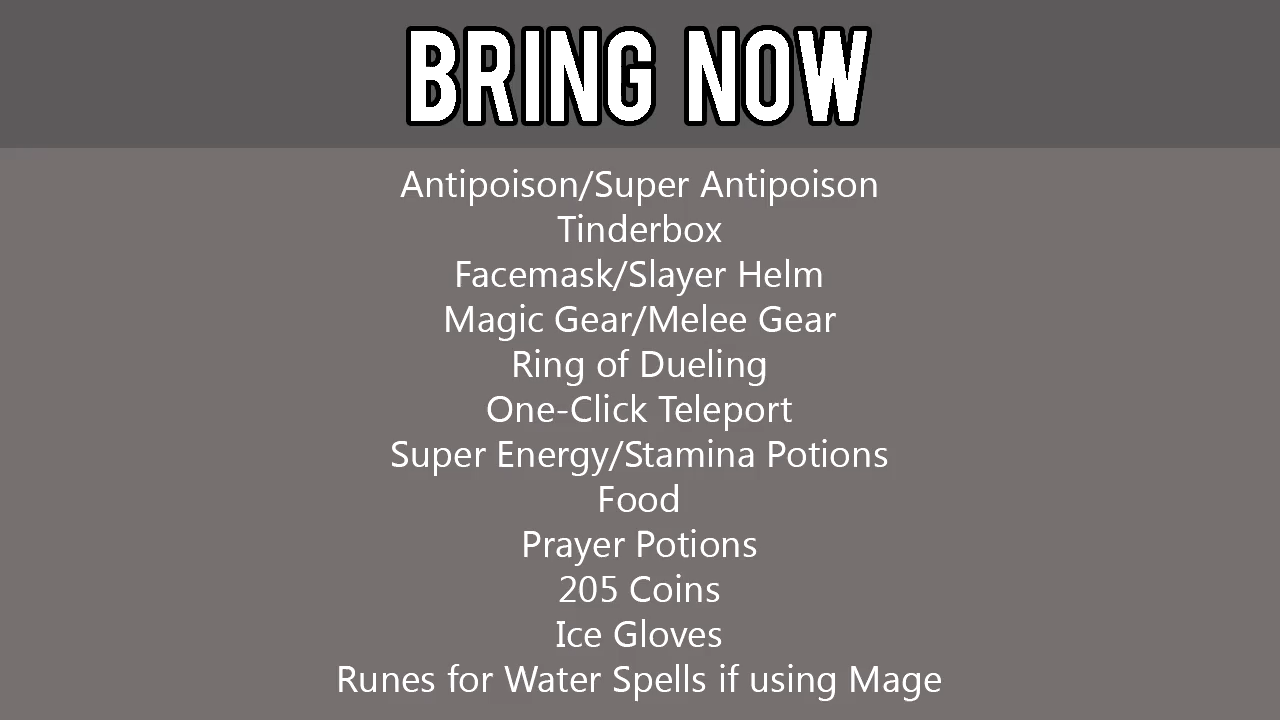 BRING NOW
Antipoison/Super Antipoison
Tinderbox
Facemask/Slayer Helm
Magic Gear/Melee Gear
Ring of Dueling
One-Click Teleport
Super Energy/Stamina Potions
Food
Prayer Potions
205 Coins
Ice Gloves
Runes for Water Spells if using Mage